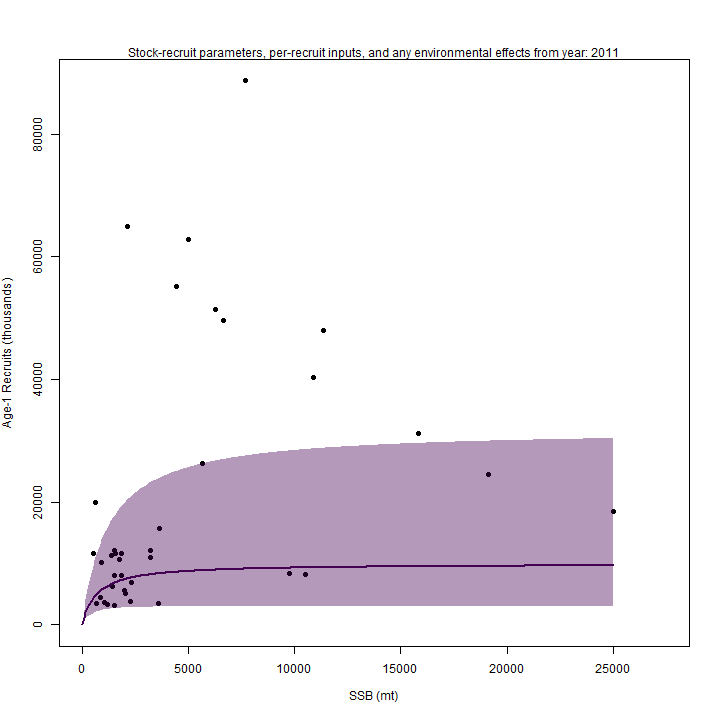 Stock-recruit parameters, per-recruit inputs, and any environmental effects from year: 2011
Age-1 Recruits (thousands)
80000
60000
40000
20000
0
0 5000 10000 15000 20000 25000
SSB (mt)